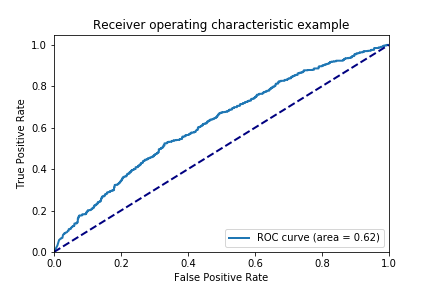 Receiver operating characteristic example
1.0
0.8
0.6
0.4
0.2
0.0
True Positive Rate
ROC curve (area = 0.62)
0.0 0.2 0.4 0.6 0.8 1.0
False Positive Rate